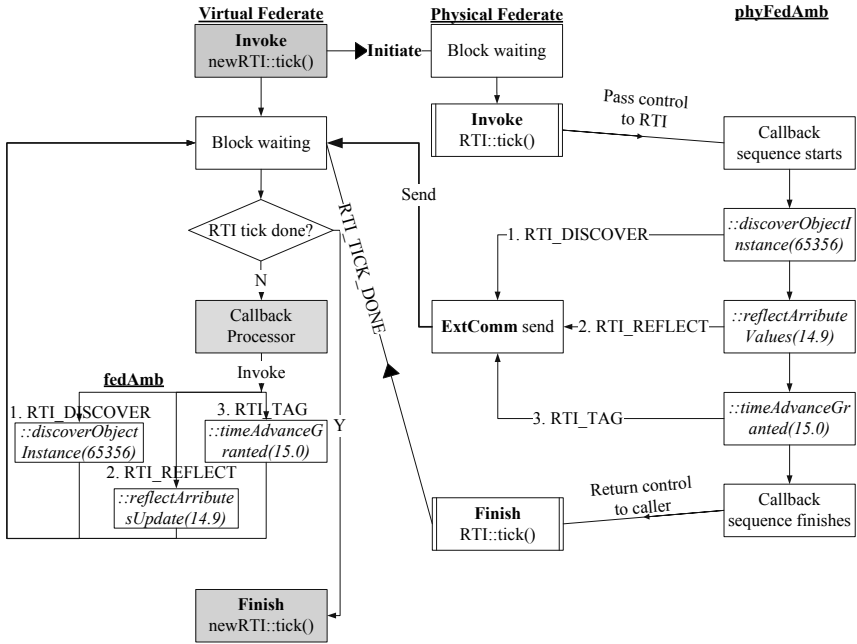 Virtual Federate
Physical Federate
phyFedAmb
Invoke
newRTI::tick()
Initiate
Block waiting
Invoke
RTI::tick()
Pass control
to RTI
Callback
sequence starts
Block waiting
Send
RTI_TICK_DONE
RTI tick done?
::discoverObjectI
nstance(65356)
1. RTI_DISCOVER
N
Y
Callback
Processor
ExtComm send
2. RTI_REFLECT
::reflectArribute
Values(14.9)
Invoke
fedAmb
1. RTI_DISCOVER
::discoverObject
Instance(65356)
3. RTI_TAG
::timeAdvanceG
ranted(15.0)
2. RTI_REFLECT
::reflectArribute
sUpdate(14.9)
3. RTI_TAG
::timeAdvanceGr
anted(15.0)
Finish
RTI::tick()
Return control
to caller
Callback
sequence finishes
Finish
newRTI::tick()